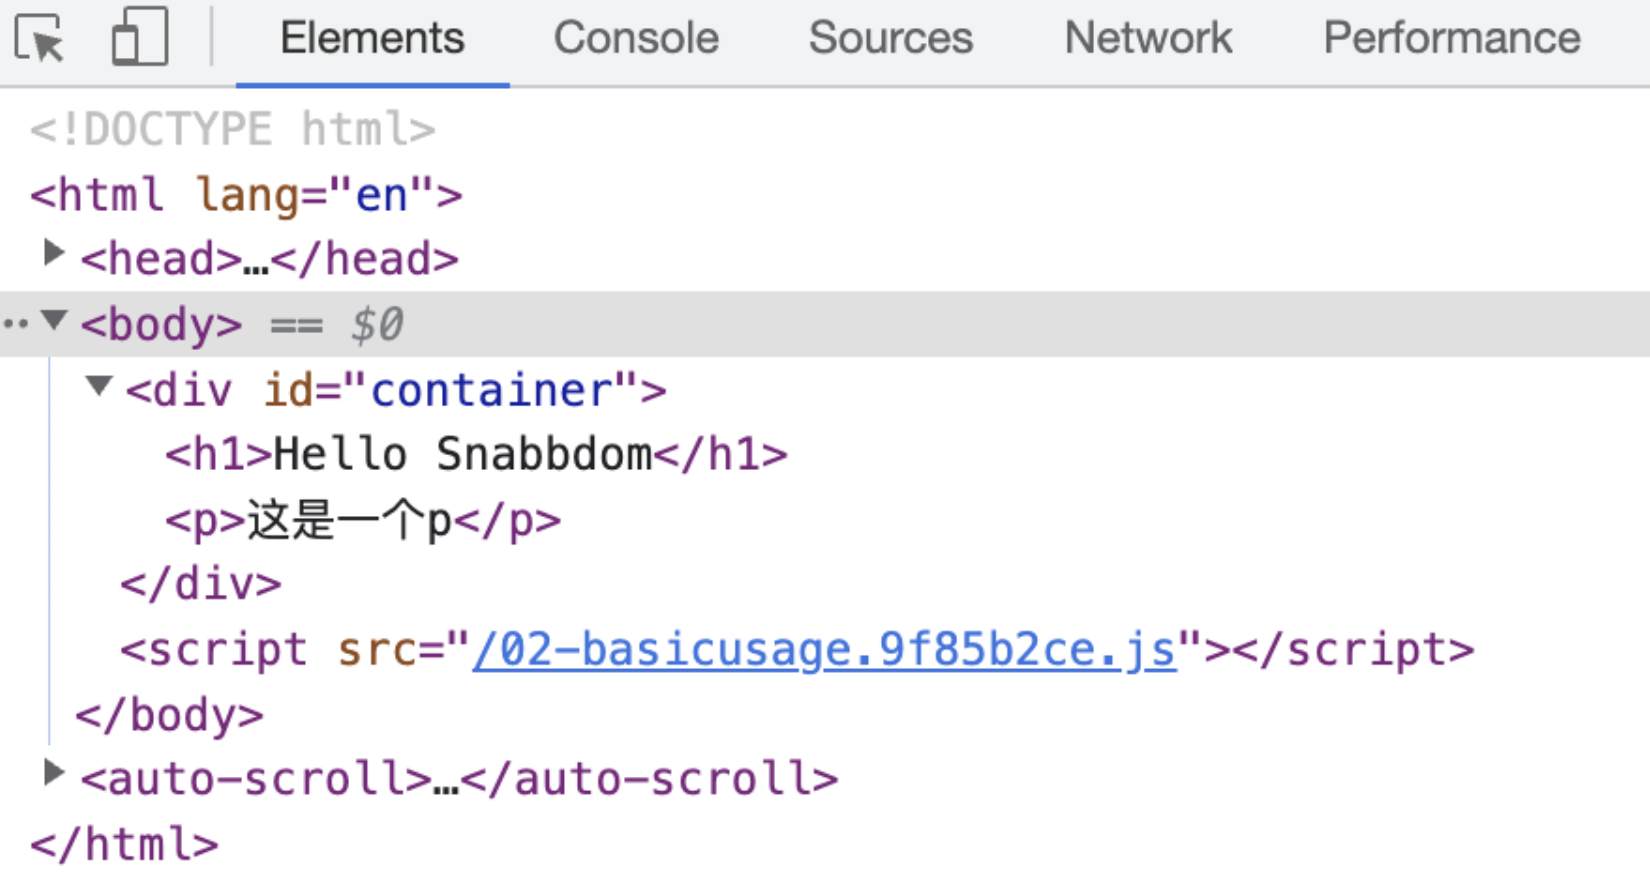 Elements Console Sources Network Performance
<!DOCTYPE html>
<html lang="en">
<head>…</head>
<body> == $0
<div id="container">
<h1>Hello Snabbdom</h1>
<p>这是一个p</p>
</div>
<script src="/02-basicusage.9f85b2ce.js"></script>
</body>
<auto-scroll>…</auto-scroll>
</html>